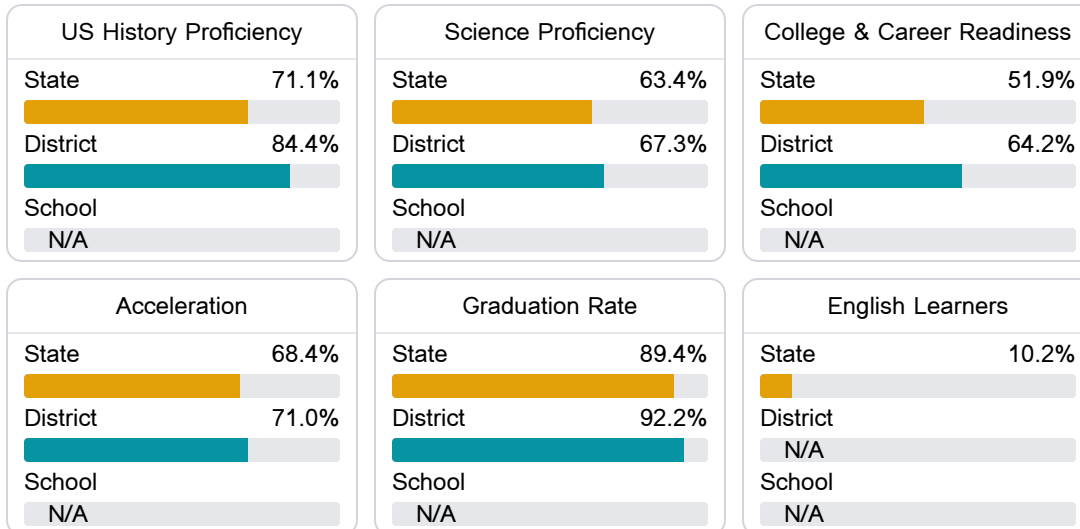 US History Proficiency
State 71.1%
District 84.4%
School
N/A
Science Proficiency
State 63.4%
District 67.3%
School
N/A
College & Career Readiness
State 51.9%
District 64.2%
School
N/A
Acceleration
State 68.4%
District 71.0%
School
N/A
Graduation Rate
State 89.4%
District 92.2%
School
N/A
English Learners
State 10.2%
District
N/A
School
N/A